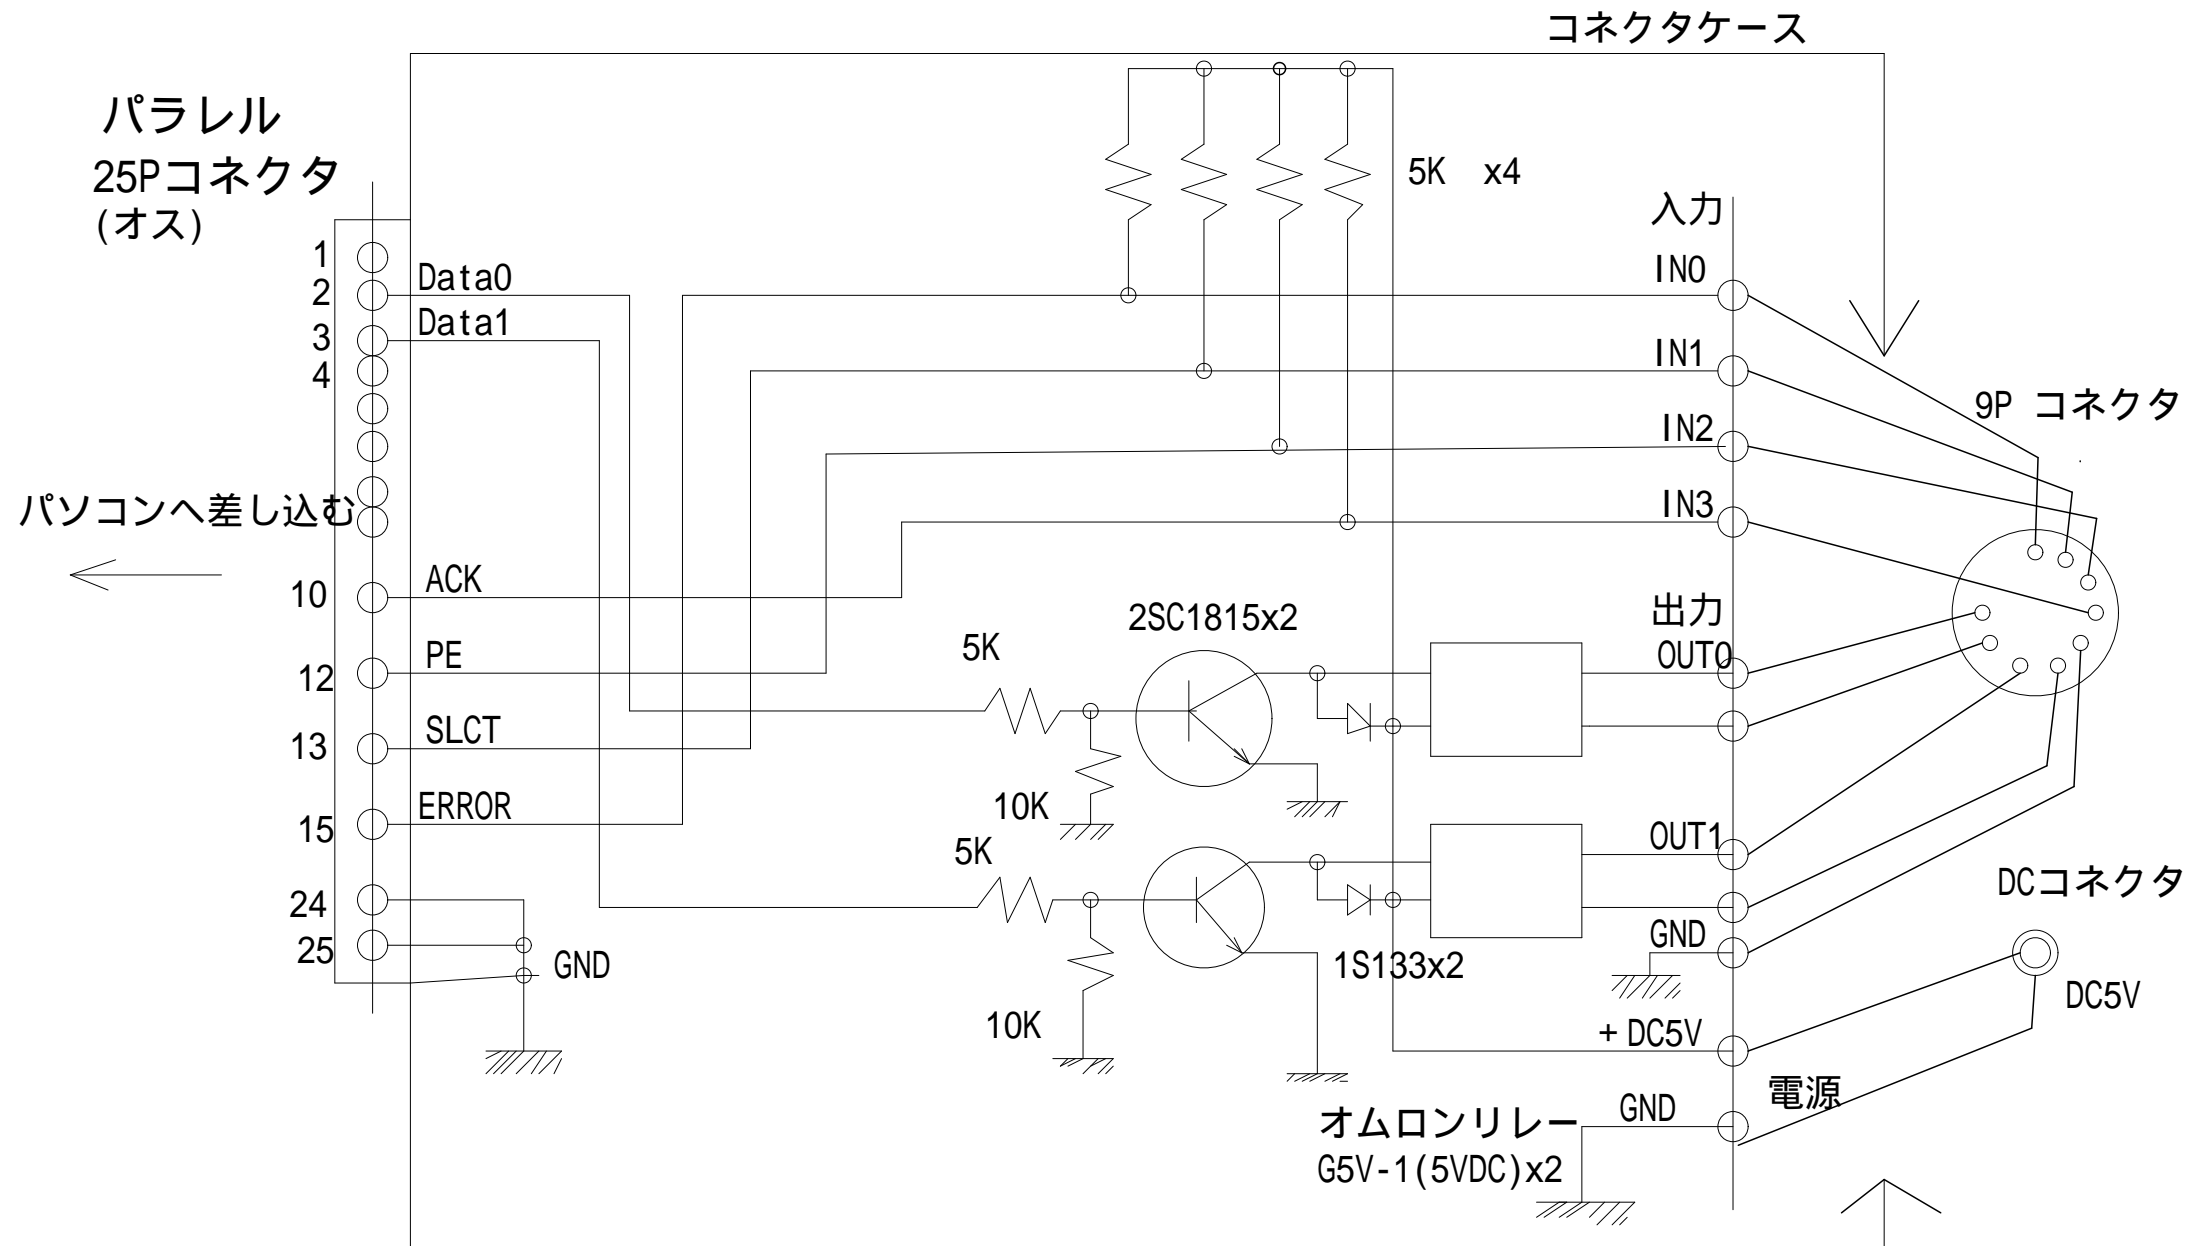 コネクタケース
パラレル
25Pコネクタ
(オス)
5K x4
入力
1
Data0
IN0
2
Data1
3
IN1
4
9P コネクタ
IN2
パソコンへ差し込む
IN3
ACK
10
2SC1815x2
出力
PE
5K
OUT0
12
SLCT
13
ERROR
10K
15
5K
OUT1
DCコネクタ
24
GND
25
GND
1S133x2
DC5V
10K
+DC5V
電源
オムロンリレー
GND
G5V-1(5VDC)x2